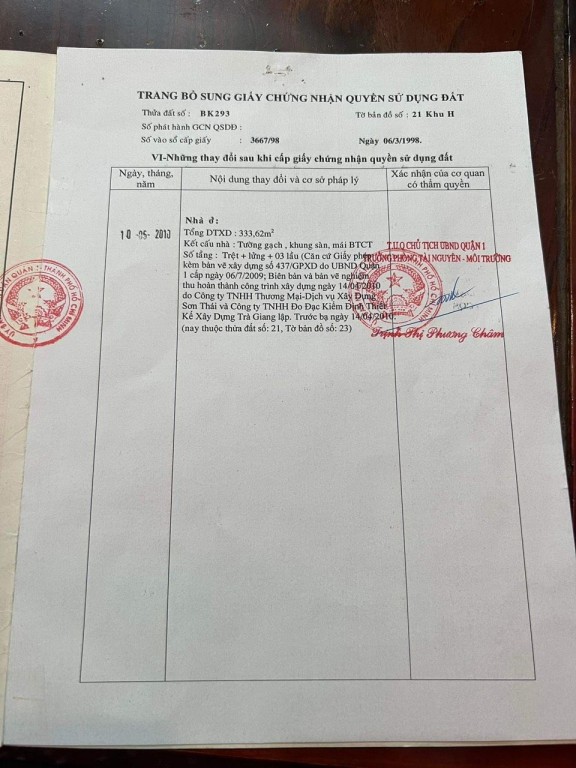 TRANG BỔ SUNG GIẤY CHỨNG NHẬN QUYỀN SỬ DỤNG ĐẤT
Thửa đất số : BK293 Tờ bản đồ số : 21 Khu H
Số phát hành GCN QSDĐ :
Số vào sổ cấp giấy : 3667/98 Ngày 06/3/1998.
VI-Những thay đổi sau khi cấp giấy chứng nhận quyền sử dụng đất
Ngày, tháng, năm
Nội dung thay đổi và cơ sở pháp lý
Xác nhận của cơ quan có thẩm quyền
10 -05- 2010
Nhà ở:
Tổng DTXD : 333,62m²
Kết cấu nhà : Tường gạch , khung sàn, mái BTCT
Số tầng : Trệt + lửng + 03 lầu (Căn cứ Giấy phép
kèm bản vẽ xây dựng số 437/GPXD do UBND Quận
1 cấp ngày 06/7/2009; Biên bản và bản vẽ nghiệm
thu hoàn thành công trình xây dựng ngày 14/04/2010
do Công ty TNHH Thương Mại-Dịch vụ Xây Dựng
Sơn Thái và Công ty TNHH Đo Đạc Kiểm Định Thiết
Kế Xây Dựng Trà Giang lập. Trước bạ ngày 14/04/2010.
(nay thuộc thửa đất số: 21, Tờ bản đồ số: 23)
T.U.Q CHỦ TỊCH UBND QUẬN 1
TRƯỞNG PHÒNG TÀI NGUYÊN - MÔI TRƯỜNG
Trịnh Thị Phương Châm